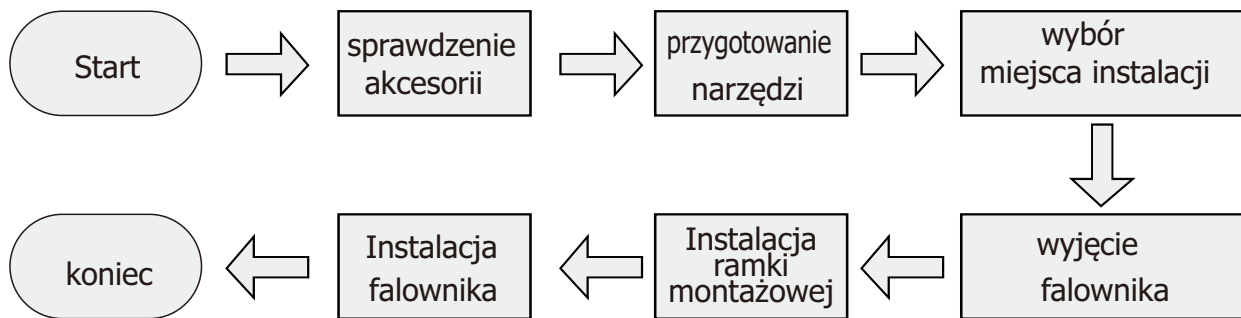 Start
sprawdzenie
akcesorii
przygotowanie
narzędzi
wybór
miejsca instalacji
wyjęcie
falownika
Instalacja
ramki
montażowej
Instalacja
falownika
koniec